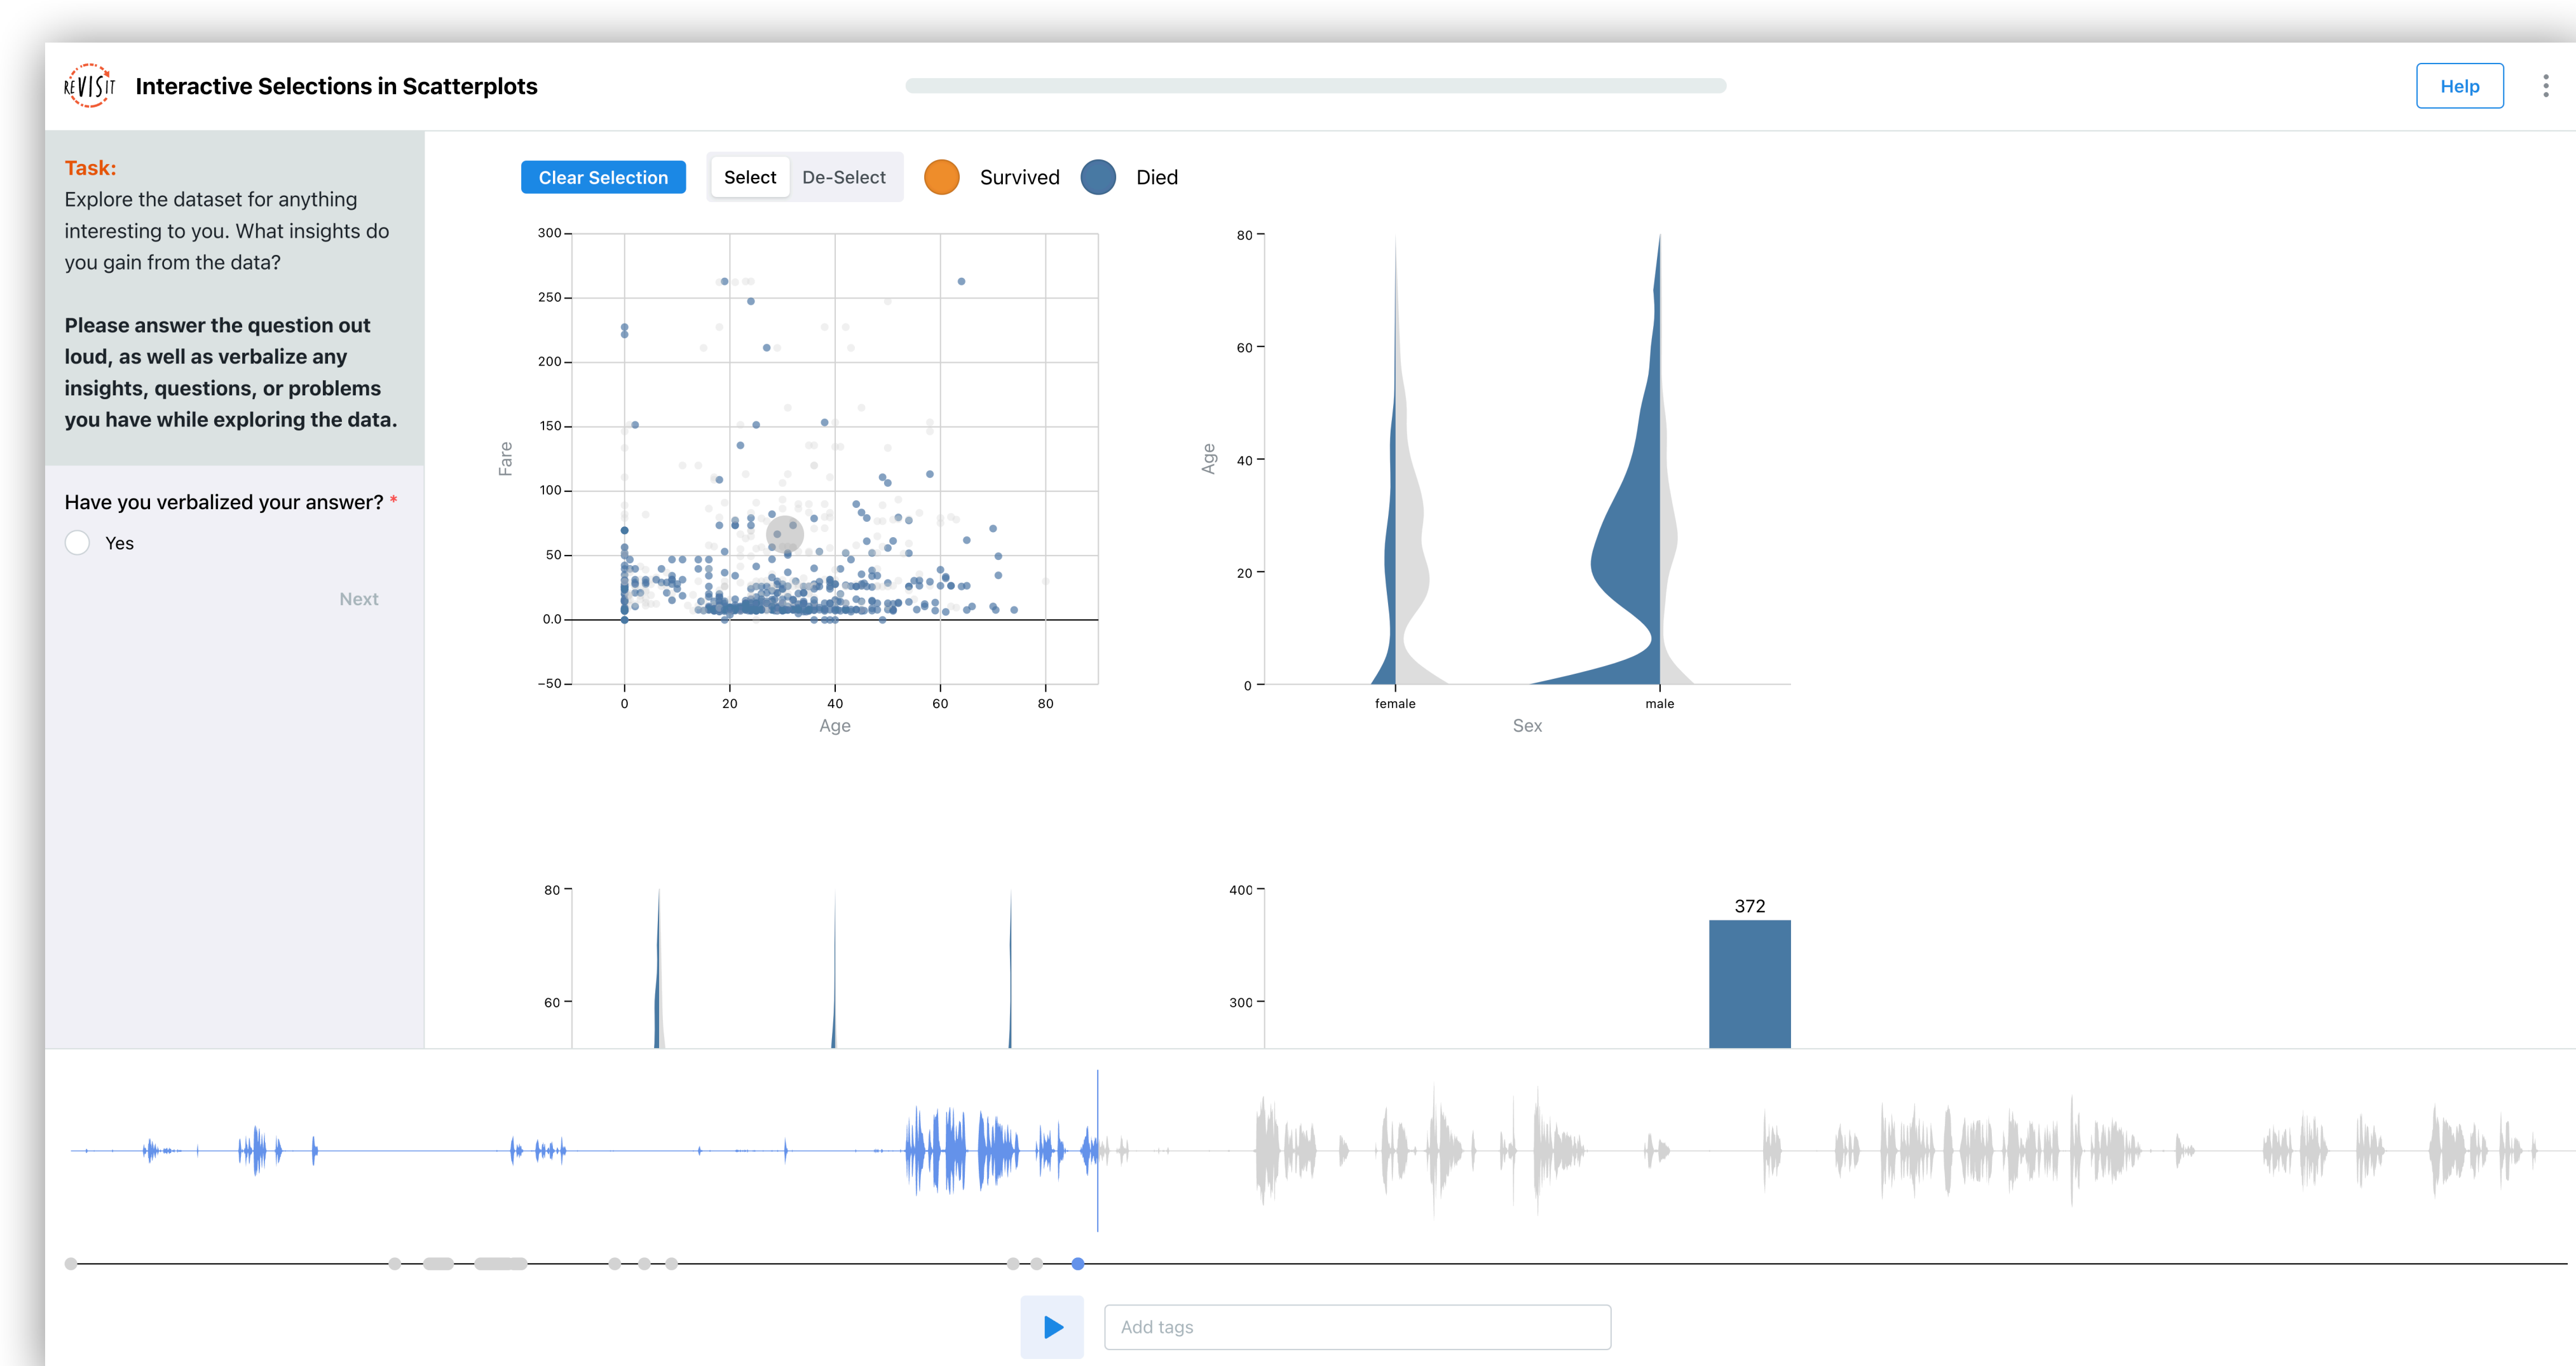 reVISit
Interactive Selections in Scatterplots
Help
Task:
Explore the dataset for anything
interesting to you. What insights do
you gain from the data?
Please answer the question out
loud, as well as verbalize any
insights, questions, or problems
you have while exploring the data.
Have you verbalized your answer? *
Yes
Next
Clear Selection
Select
De-Select
Survived
Died
300
250
200
150
100
50
0.0
−50
Fare
0
20
40
60
80
Age
80
60
40
20
0
Age
female
male
Sex
80
60
400
300
372
Add tags